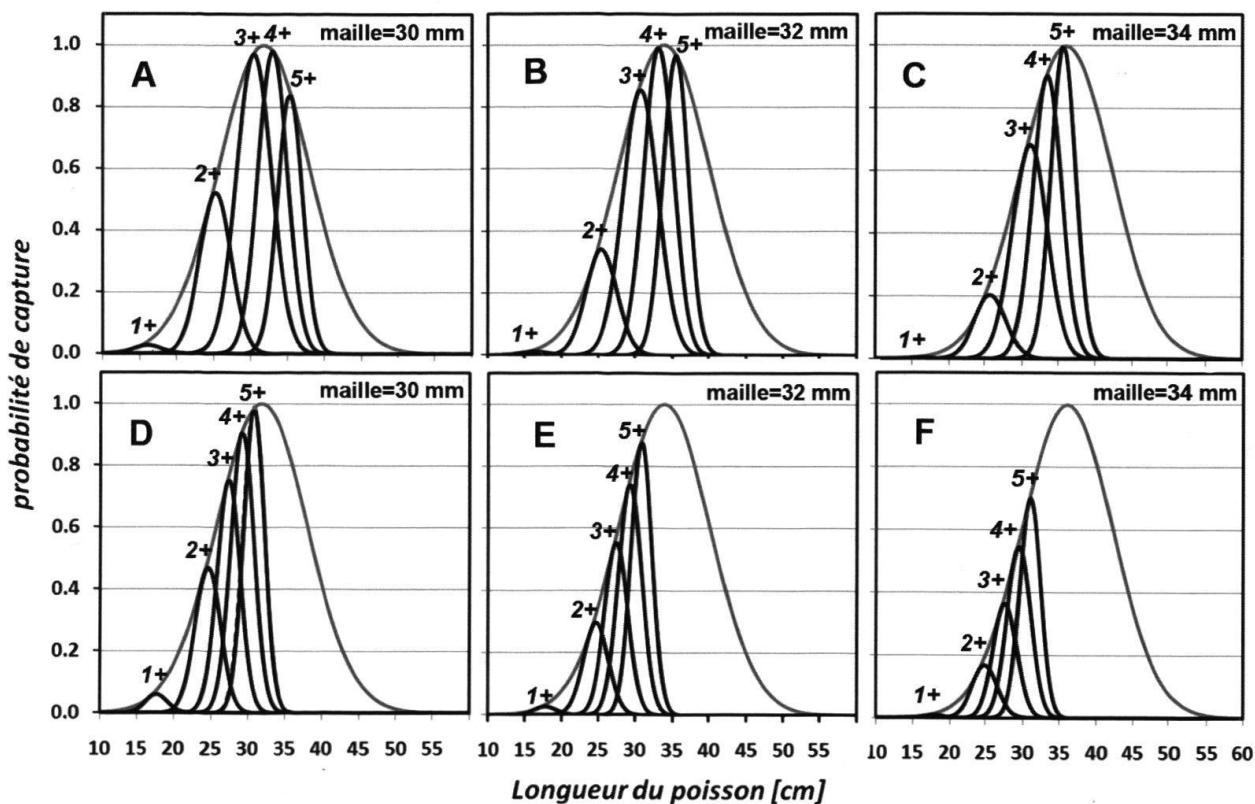 probabilité de capture
1.0
0.8
0.6
0.4
0.2
0.0
A
maille=30 mm
1+
2+
3+
4+
5+
B
maille=32 mm
1+
2+
3+
4+
5+
C
maille=34 mm
1+
2+
3+
4+
5+
1.0
0.8
0.6
0.4
0.2
0.0
D
maille=30 mm
1+
2+
3+
4+
5+
E
maille=32 mm
1+
2+
3+
4+
5+
F
maille=34 mm
1+
2+
3+
4+
5+
10 15 20 25 30 35 40 45 50 55
10 15 20 25 30 35 40 45 50 55
10 15 20 25 30 35 40 45 50 55 60
Longueur du poisson [cm]